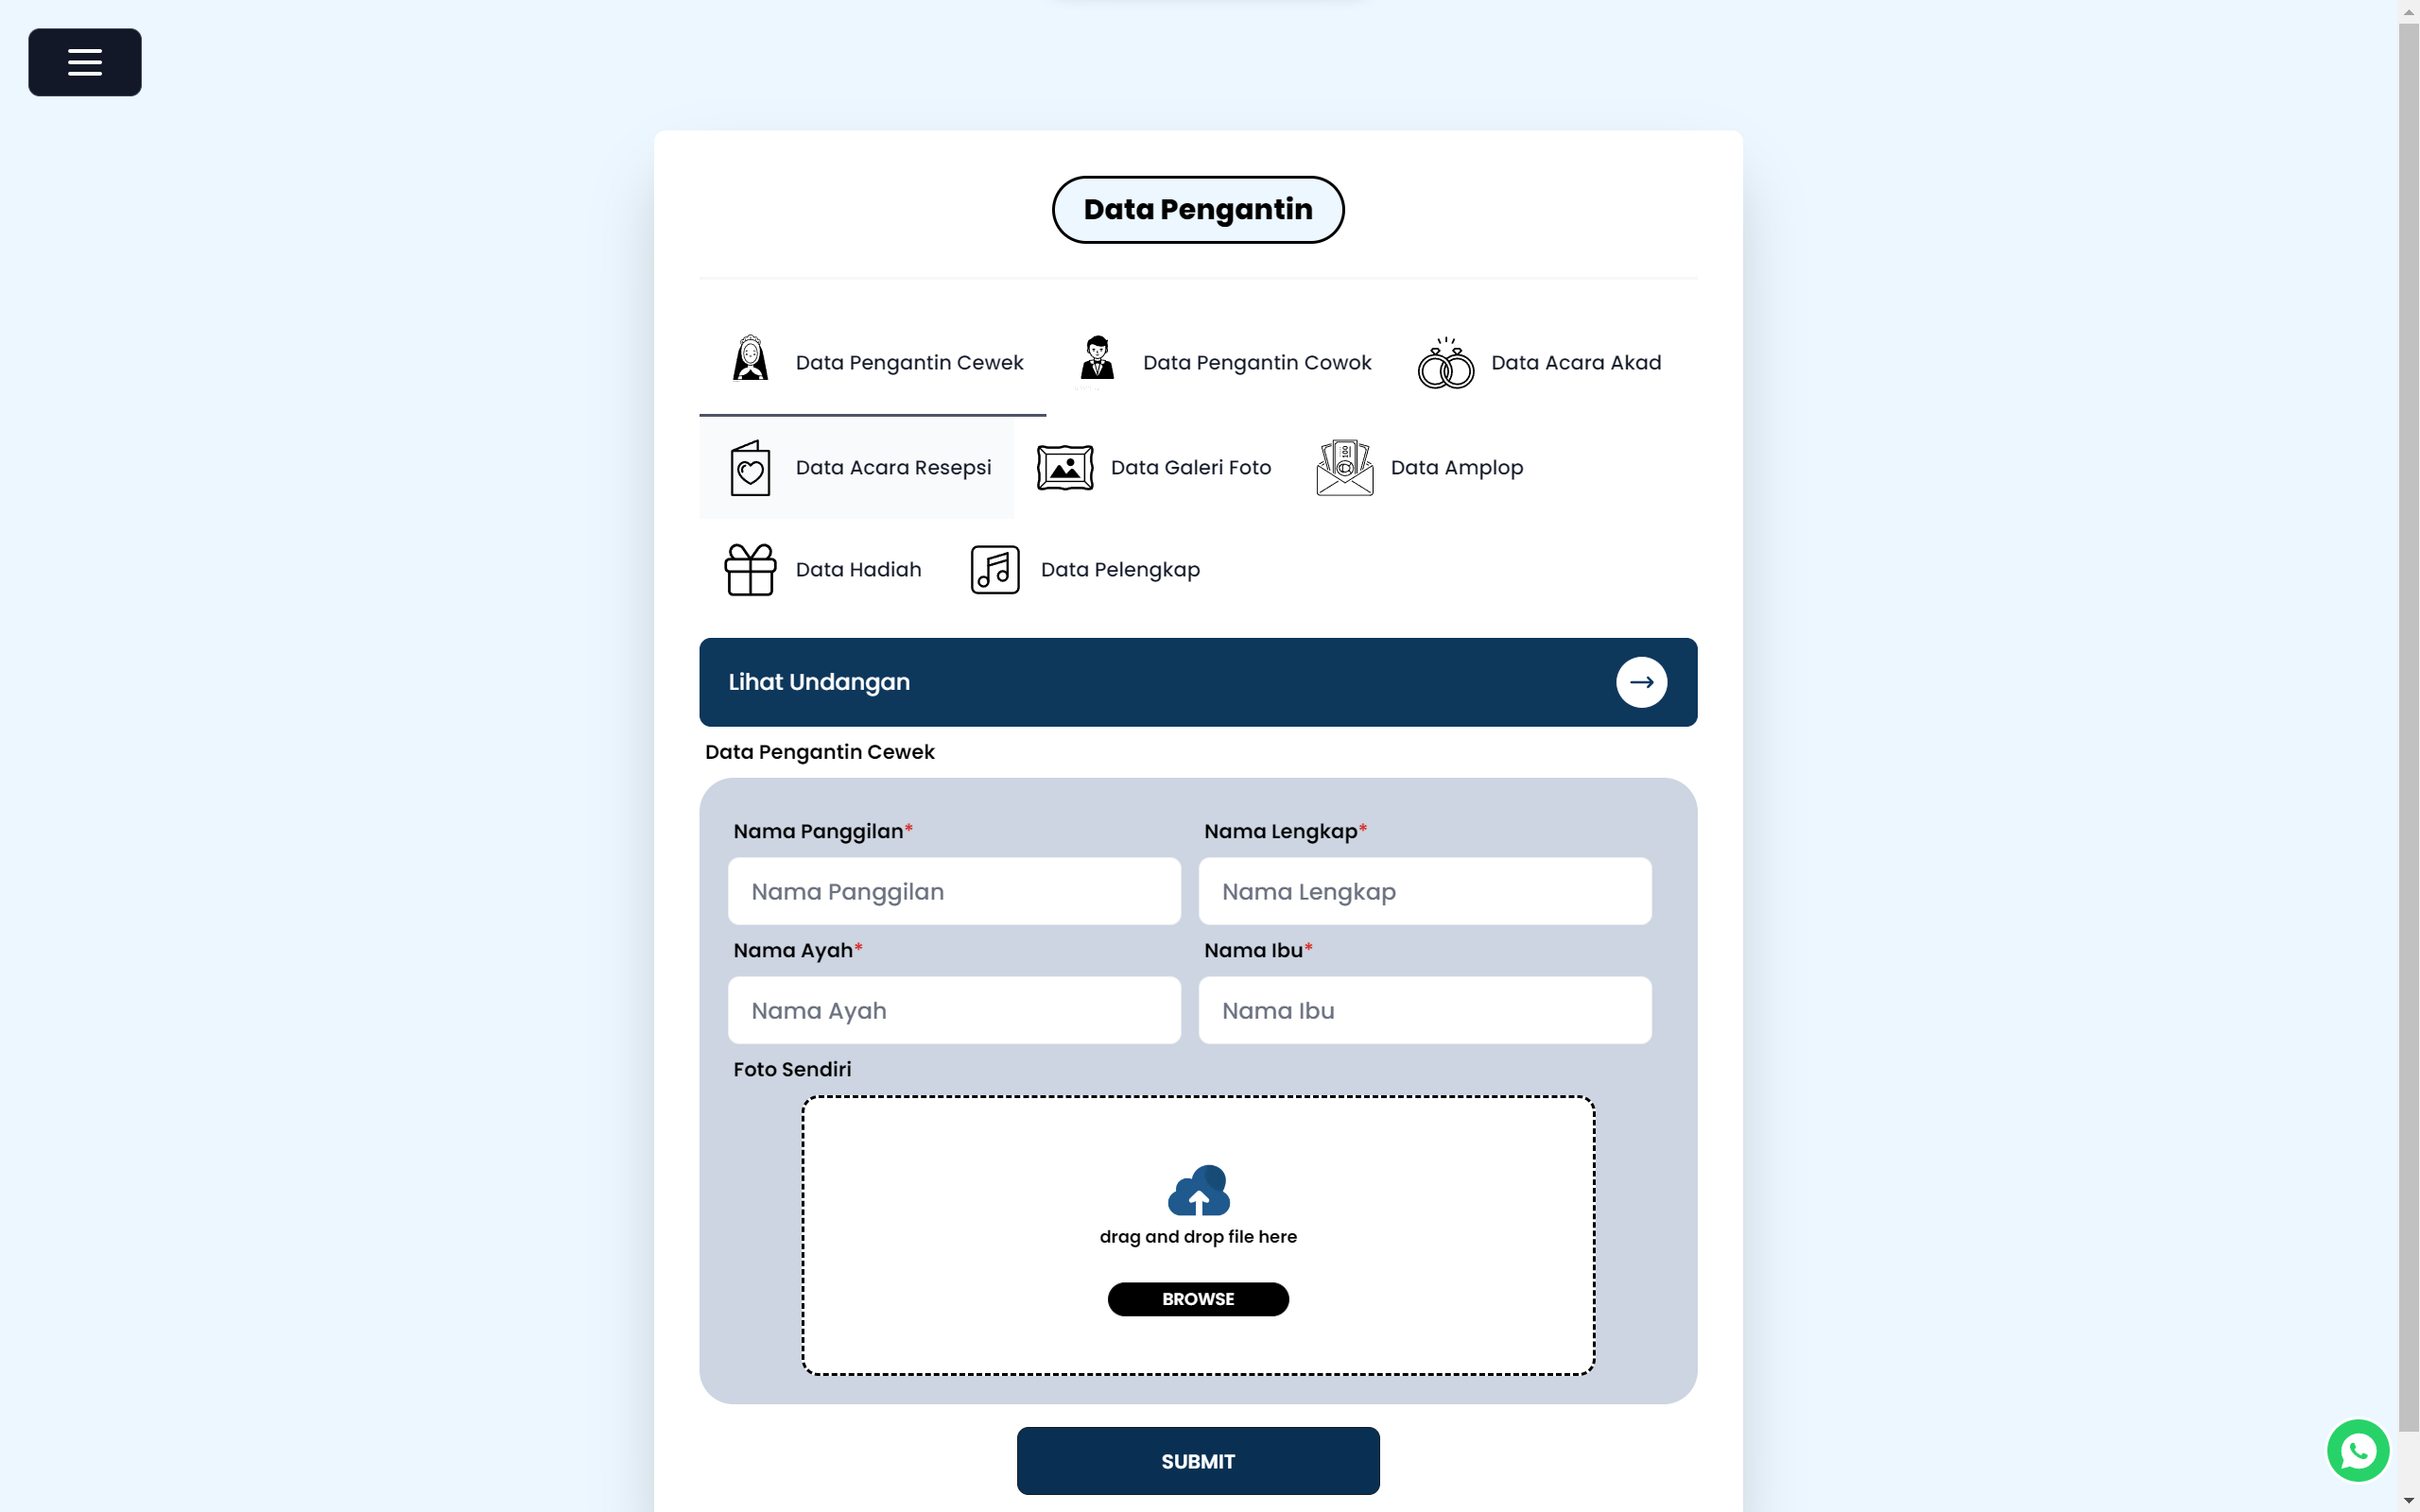 Data Pengantin
Data Pengantin Cewek
Data Pengantin Cowok
Data Acara Akad
Data Acara Resepsi
Data Galeri Foto
Data Amplop
Data Hadiah
Data Pelengkap
Lihat Undangan
Data Pengantin Cewek
Nama Panggilan*
Nama Lengkap*
Nama Panggilan
Nama Lengkap
Nama Ayah*
Nama Ibu*
Nama Ayah
Nama Ibu
Foto Sendiri
drag and drop file here
BROWSE
SUBMIT